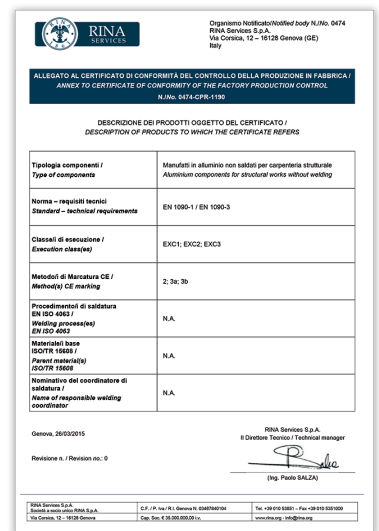 RINA
SERVICES
Organismo Notificato/Notified body N./No. 0474
RINA Services S.p.A.
Via Corsica, 12 – 16128 Genova (GE)
Italy
ALLEGATO AL CERTIFICATO DI CONFORMITÀ DEL CONTROLLO DELLA PRODUZIONE IN FABBRICA /
ANNEX TO CERTIFICATE OF CONFORMITY OF THE FACTORY PRODUCTION CONTROL
N./No. 0474-CPR-1190
DESCRIZIONE DEI PRODOTTI OGGETTO DEL CERTIFICATO /
DESCRIPTION OF PRODUCTS TO WHICH THE CERTIFICATE REFERS
Tipologia componenti /
Type of components
Manufatti in alluminio non saldati per carpenteria strutturale
Aluminium components for structural works without welding
Norma – requisiti tecnici
Standard – technical requirements
EN 1090-1 / EN 1090-3
Classe/i di esecuzione /
Execution class(es)
EXC1; EXC2; EXC3
Metodo/i di Marcatura CE /
Method(s) CE marking
2; 3a; 3b
Procedimento/i di saldatura
EN ISO 4063 /
Welding process(es)
EN ISO 4063
N.A.
Materiale/i base
ISO/TR 15608 /
Parent material(s)
ISO/TR 15608
N.A.
Nominativo del coordinatore di
saldatura /
Name of responsible welding
coordinator
N.A.
Genova, 26/03/2015
Revisione n. / Revision no.: 0
RINA Services S.p.A.
Il Direttore Tecnico / Technical manager
(Ing. Paolo SALZA)
RINA Services S.p.A.
Società a socio unico RINA S.p.A.
Via Corsica, 12 – 16128 Genova
C.F. / P. Iva / R.I. Genova N. 03487840104
Cap. Soc. € 35.000.000,00 i.v.
Tel. +39 010 53851 – Fax +39 010 5351000
www.rina.org - info@rina.org